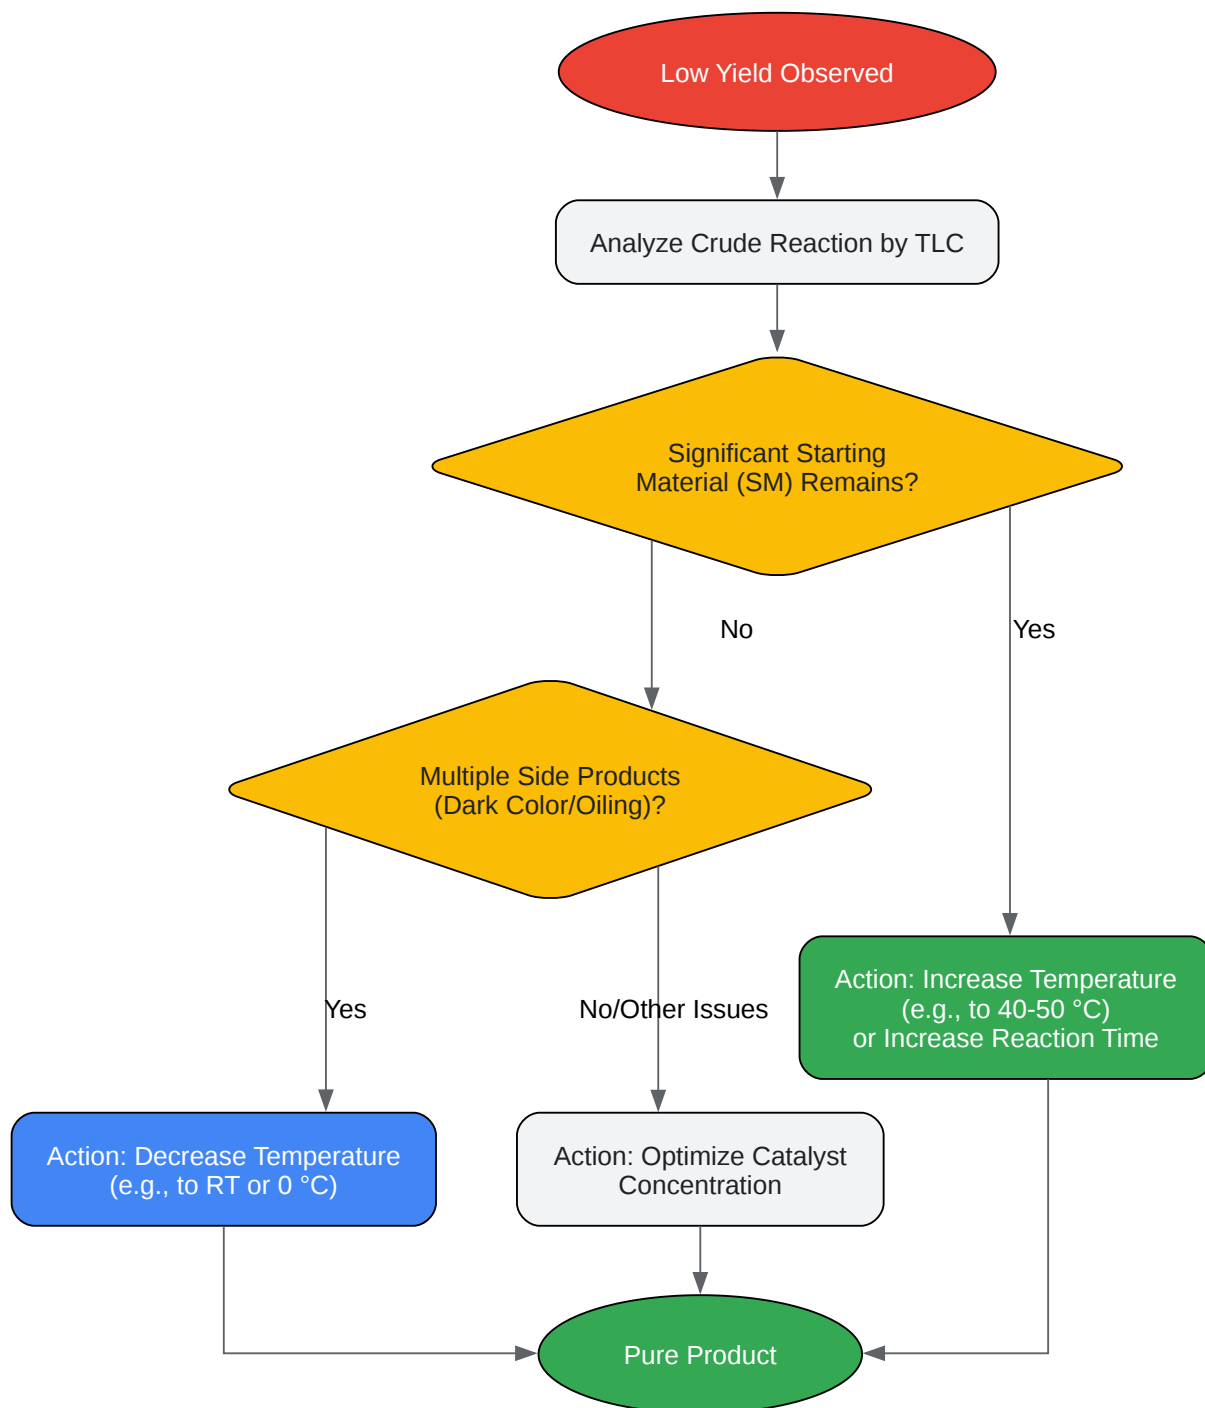 Low Yield Observed
Analyze Crude Reaction by TLC
Significant Starting
Material (SM) Remains?
No
Yes
Multiple Side Products
(Dark Color/Oiling)?
Action: Increase Temperature
(e.g., to 40-50 °C)
or Increase Reaction Time
Yes
No/Other Issues
Action: Decrease Temperature
(e.g., to RT or 0 °C)
Action: Optimize Catalyst
Concentration
Pure Product